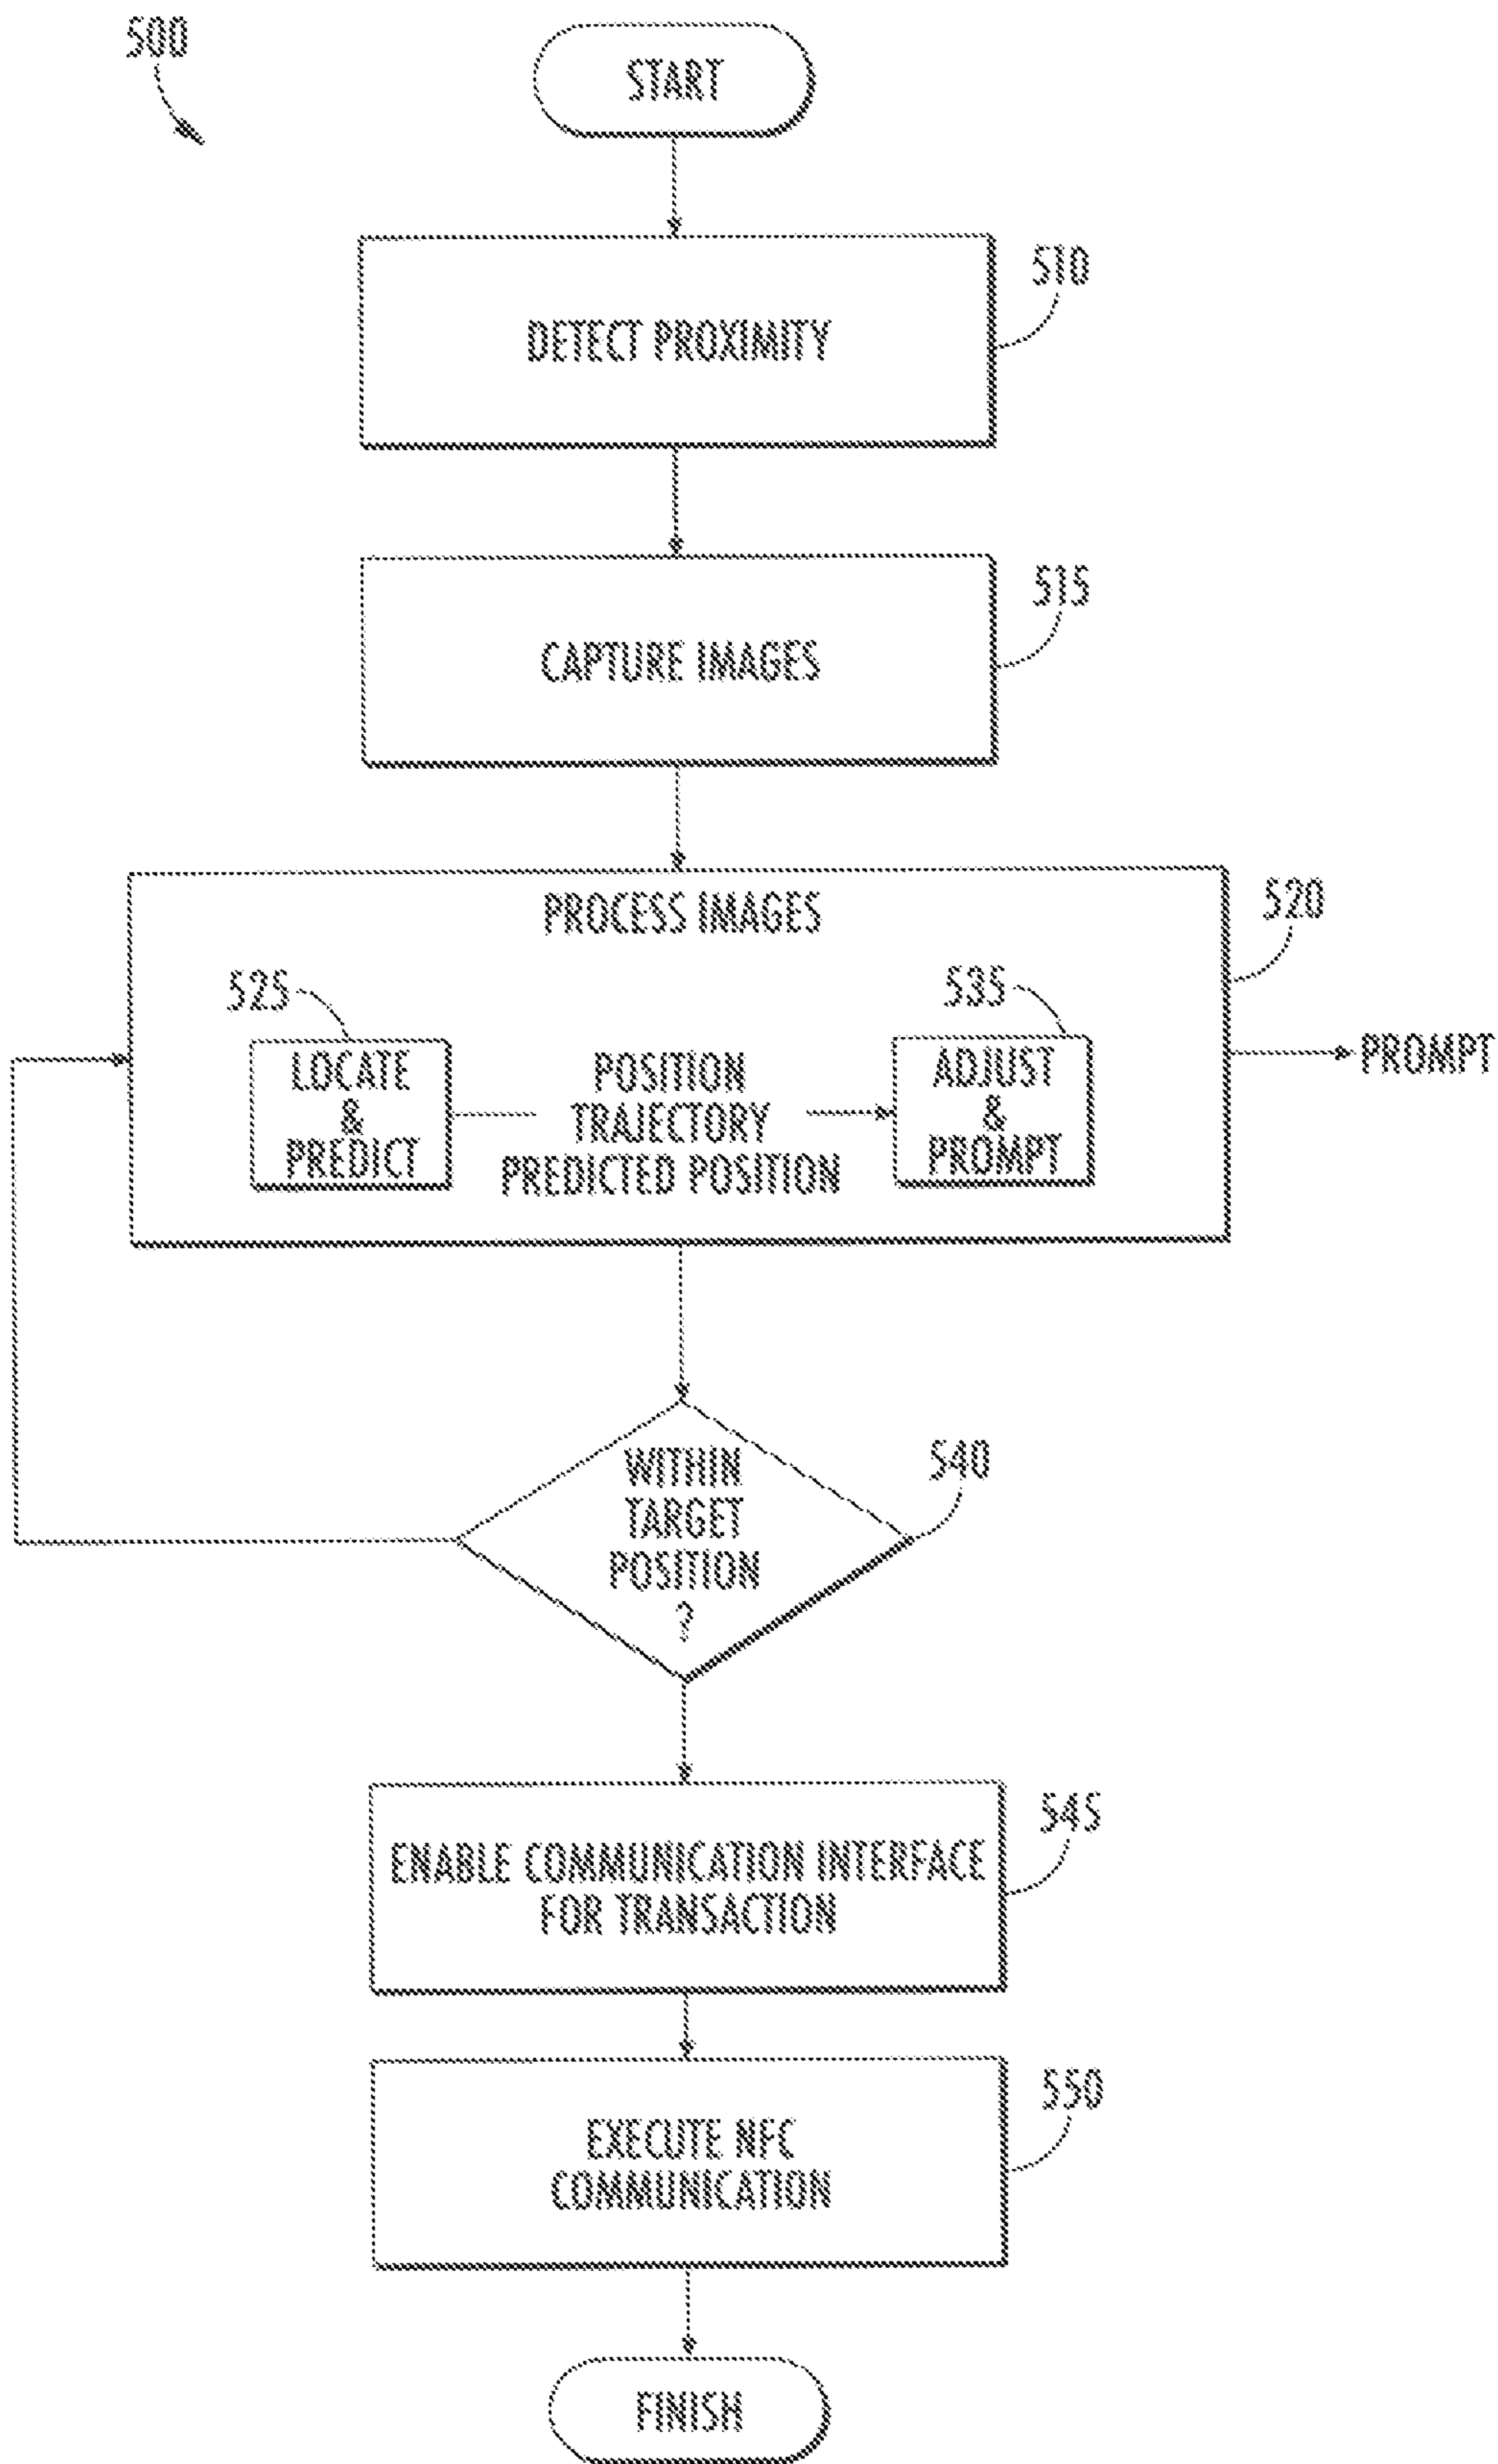 500
START
510
DETECT PROXIMITY
515
CAPTURE IMAGES
520
PROCESS IMAGES
525
535
LOCATE
&
PREDICT
POSITION
TRAJECTORY
PREDICTED POSITION
ADJUST
&
PROMPT
PROMPT
540
WITHIN
TARGET
POSITION
?
545
ENABLE COMMUNICATION INTERFACE
FOR TRANSACTION
550
EXECUTE NFC
COMMUNICATION
FINISH